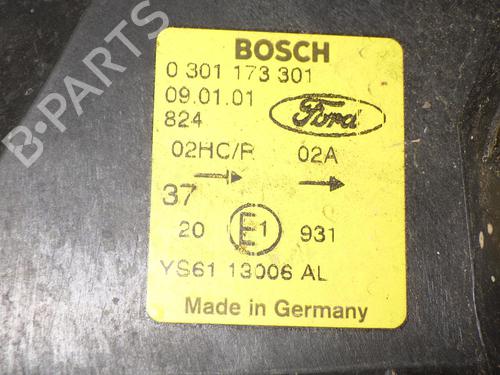 BOSCH
0 301 173 301
09.01.01
824
Ford
02HC/R 02A
37
20 E1 931
YS61 13006 AL
Made in Germany
B-PARTS